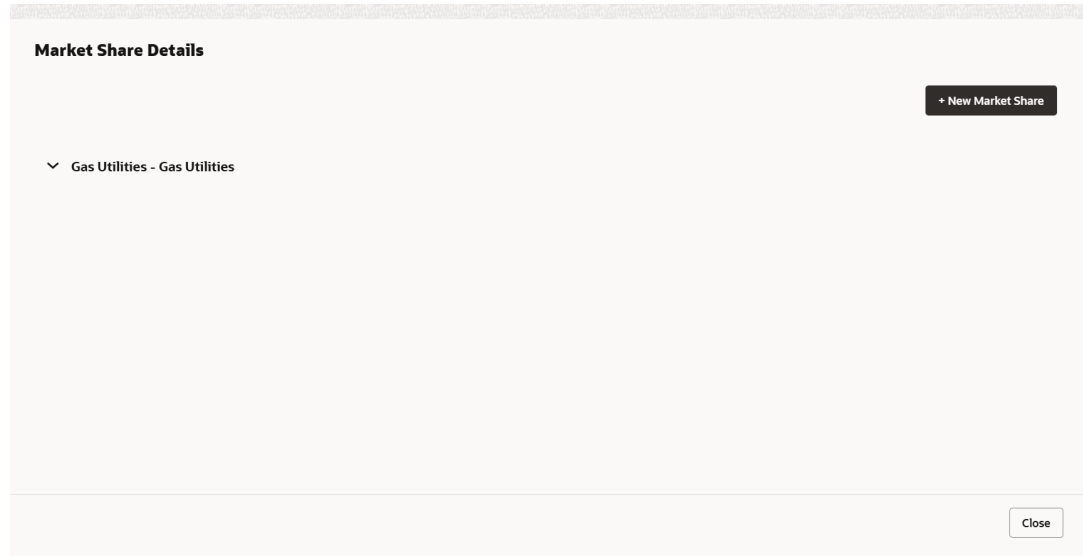 Market Share Details
+ New Market Share
Gas Utilities - Gas Utilities
Close